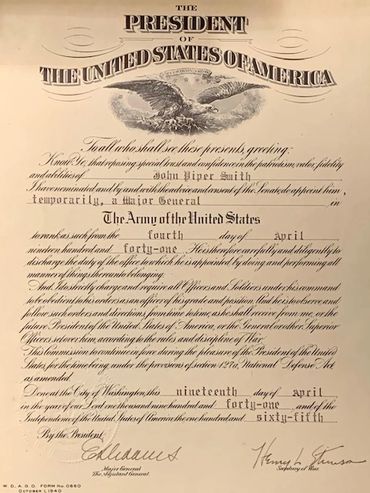 THE
PRESIDENT
OF
THE UNITED STATES OF AMERICA
To all who shall see these presents, greeting:
Know Ye, that reposing special trust and confidence in the patriotism, valor, fidelity
and abilities of John Piper Smith
I have nominated and by and with the advice and consent of the Senate do appoint him
temporarily, a Major General in
The Army of the United States
to rank as such from the fourth day of April
nineteen hundred and forty-one. He is therefore carefully and diligently to
discharge the duty of the office to which he is appointed by doing and performing all
manner of things thereunto belonging.
And I do strictly charge and require all Officers and Soldiers under his command
to be obedient to his orders as an officer of his grade and position. And he is to observe and
follow such orders and directions, from time to time, as he shall receive from me, or the
future President of the United States of America, or the General or other Superior
Officers set over him, according to the rules and discipline of War.
This Commission to continue in force during the pleasure of the President of the United
States, for the time being, under the provisions of section 127a, National Defense Act
as amended.
Done at the City of Washington, this nineteenth day of April
in the year of our Lord one thousand nine hundred and forty-one and of the
Independence of the United States of America the one hundred and sixty-fifth
By the President:
Henry L Stimson
Major General
Secretary of War.
The Adjutant General
W. D., A. G. O. FORM No. 0650
OCTOBER 1, 1940